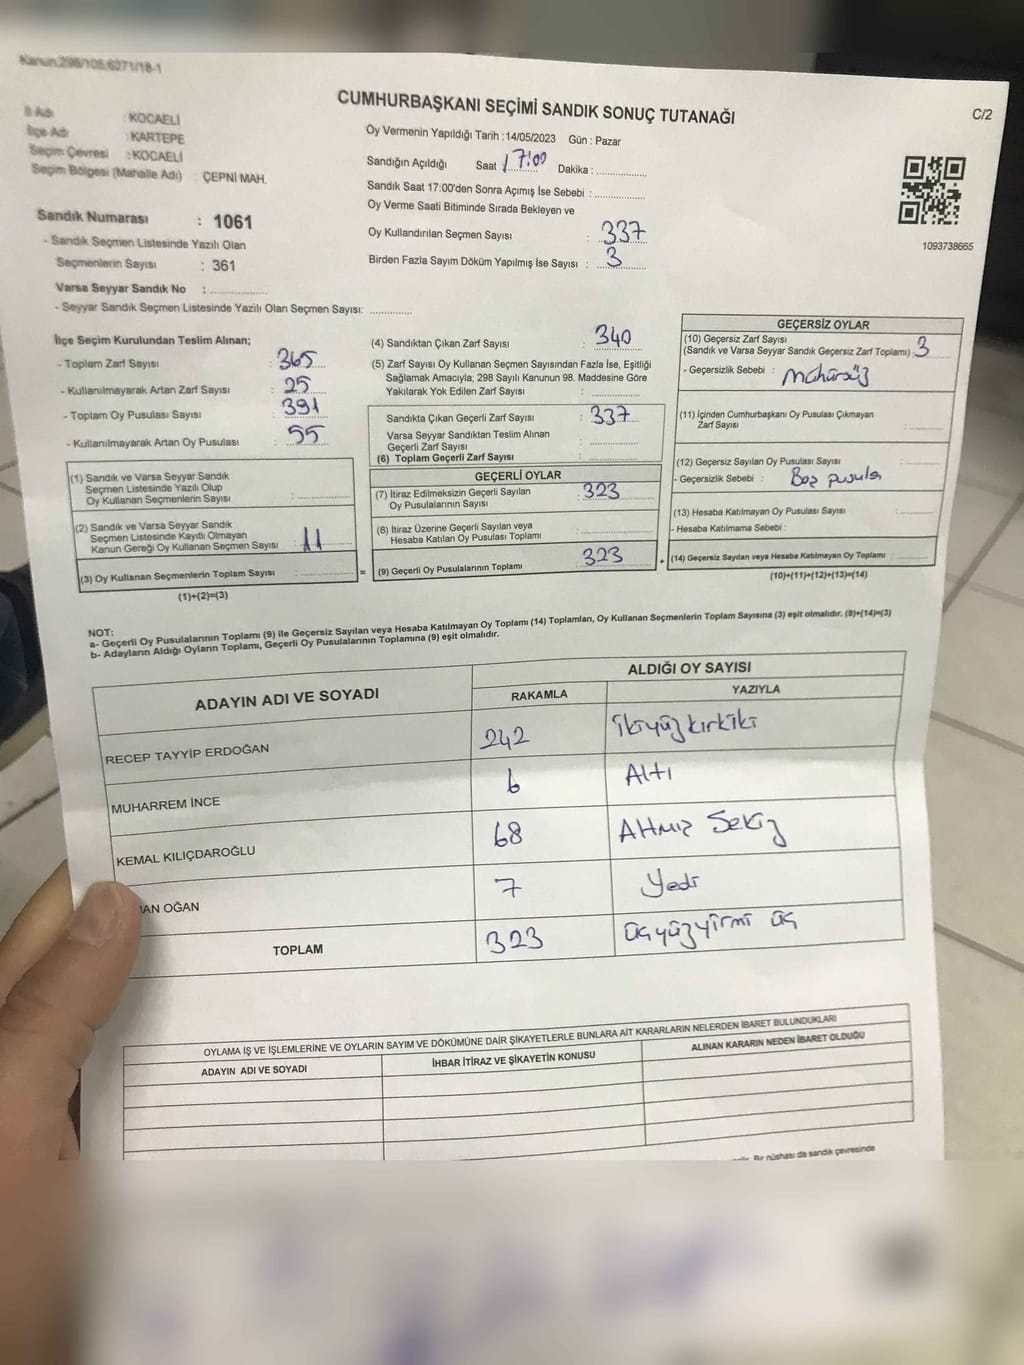 Kanun.298/105,6271/18-1
CUMHURBAŞKANI SEÇİMİ SANDIK SONUÇ TUTANAĞI
C/2
İl Adı : KOCAELİ
İlçe Adı : KARTEPE
Seçim Çevresi : KOCAELİ
Seçim Bölgesi (Mahalle Adı) : ÇEPNİ MAH.
Oy Vermenin Yapıldığı Tarih : 14/05/2023 Gün : Pazar
Sandığın Açıldığı Saat 17:00 Dakika : ...............
Sandık Saat 17:00'den Sonra Açımış İse Sebebi : ...............
Oy Verme Saati Bitiminde Sırada Bekleyen ve
Oy Kullandırılan Seçmen Sayısı : 337
Birden Fazla Sayım Döküm Yapılmış İse Sayısı : 3
1093738665
Sandık Numarası : 1061
- Sandık Seçmen Listesinde Yazılı Olan
Seçmenlerin Sayısı : 361
Varsa Seyyar Sandık No : ...............
- Seyyar Sandık Seçmen Listesinde Yazılı Olan Seçmen Sayısı: ............
İlçe Seçim Kurulundan Teslim Alınan;
- Toplam Zarf Sayısı : 365
- Kullanılmayarak Artan Zarf Sayısı : 25
- Toplam Oy Pusulası Sayısı : 391
- Kullanılmayarak Artan Oy Pusulası : 55
(4) Sandıktan Çıkan Zarf Sayısı : 340
(5) Zarf Sayısı Oy Kullanan Seçmen Sayısından Fazla İse, Eşitliği
Sağlamak Amacıyla; 298 Sayılı Kanunun 98. Maddesine Göre
Yakılarak Yok Edilen Zarf Sayısı : ...............
Sandıkta Çıkan Geçerli Zarf Sayısı : 337
Varsa Seyyar Sandıktan Teslim Alınan
Geçerli Zarf Sayısı : ...............
(6) Toplam Geçerli Zarf Sayısı : ...............
GEÇERSİZ OYLAR
(10) Geçersiz Zarf Sayısı
(Sandık ve Varsa Seyyar Sandık Geçersiz Zarf Toplamı) : 3
- Geçersizlik Sebebi : Mühürsüz
(11) İçinden Cumhurbaşkanı Oy Pusulası Çıkmayan
Zarf Sayısı : ............
(12) Geçersiz Sayılan Oy Pusulası Sayısı : ............
- Geçersizlik Sebebi : Boş pusula
(13) Hesaba Katılmayan Oy Pusulası Sayısı : ............
- Hesaba Katılmama Sebebi :
(14) Geçersiz Sayılan veya Hesaba Katılmayan Oy Toplamı : ............
(10)+(11)+(12)+(13)=(14)
(1) Sandık ve Varsa Seyyar Sandık
Seçmen Listesinde Yazılı Olup
Oy Kullanan Seçmenlerin Sayısı : ...............
(2) Sandık ve Varsa Seyyar Sandık
Seçmen Listesinde Kayıtlı Olmayan
Kanun Gereği Oy Kullanan Seçmen Sayısı : 11
(3) Oy Kullanan Seçmenlerin Toplam Sayısı : ............... =
(1)+(2)=(3)
GEÇERLİ OYLAR
(7) İtiraz Edilmeksizin Geçerli Sayılan
Oy Pusulalarının Sayısı : 323
(8) İtiraz Üzerine Geçerli Sayılan veya
Hesaba Katılan Oy Pusulası Toplamı : ...............
(9) Geçerli Oy Pusulalarının Toplamı : 323 +
NOT:
a- Geçerli Oy Pusulalarının Toplamı (9) ile Geçersiz Sayılan veya Hesaba Katılmayan Oy Toplamı (14) Toplamları, Oy Kullanan Seçmenlerin Toplam Sayısına (3) eşit olmalıdır. (9)+(14)=(3)
b- Adayların Aldığı Oyların Toplamı, Geçerli Oy Pusulalarının Toplamına (9) eşit olmalıdır.
ADAYIN ADI VE SOYADI
ALDIĞI OY SAYISI
RAKAMLA YAZIYLA
RECEP TAYYİP ERDOĞAN 242 ikiyüzkırkiki
MUHARREM İNCE 6 Altı
KEMAL KILIÇDAROĞLU 68 Altmış Sekiz
AN OĞAN 7 Yedi
TOPLAM 323 üçyüzyirmi üç
OYLAMA İŞ VE İŞLEMLERİNE VE OYLARIN SAYIM VE DÖKÜMÜNE DAİR ŞİKAYETLERLE BUNLARA AİT KARARLARIN NELERDEN İBARET BULUNDUKLARI
ADAYIN ADI VE SOYADI İHBAR İTİRAZ VE ŞİKAYETİN KONUSU ALINAN KARARIN NEDEN İBARET OLDUĞU
Bir nüshası da sandık çevresinde